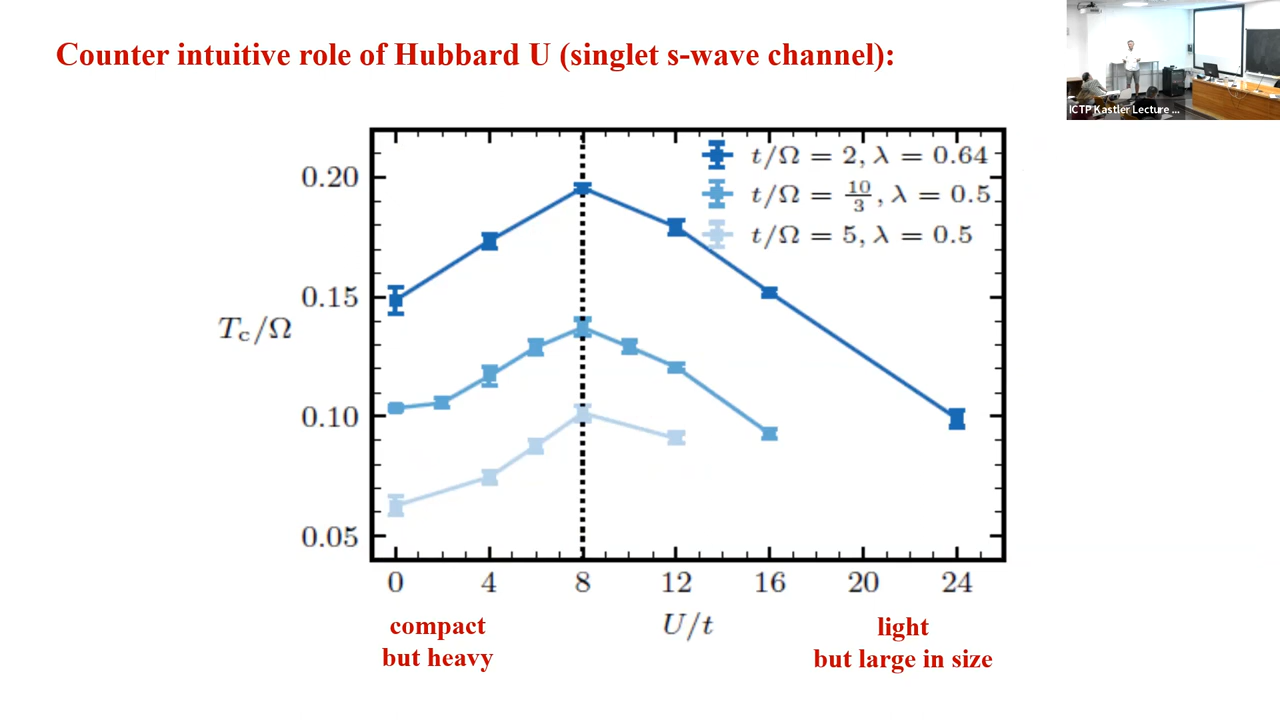 Counter intuitive role of Hubbard U (singlet s-wave channel):
ICTP Kastler Lecture ...
t/Ω = 2, λ = 0.64
t/Ω = 10/3, λ = 0.5
t/Ω = 5, λ = 0.5
0.20
0.15
Tc/Ω
0.10
0.05
0 4 8 12 16 20 24
U/t
compact
but heavy
light
but large in size